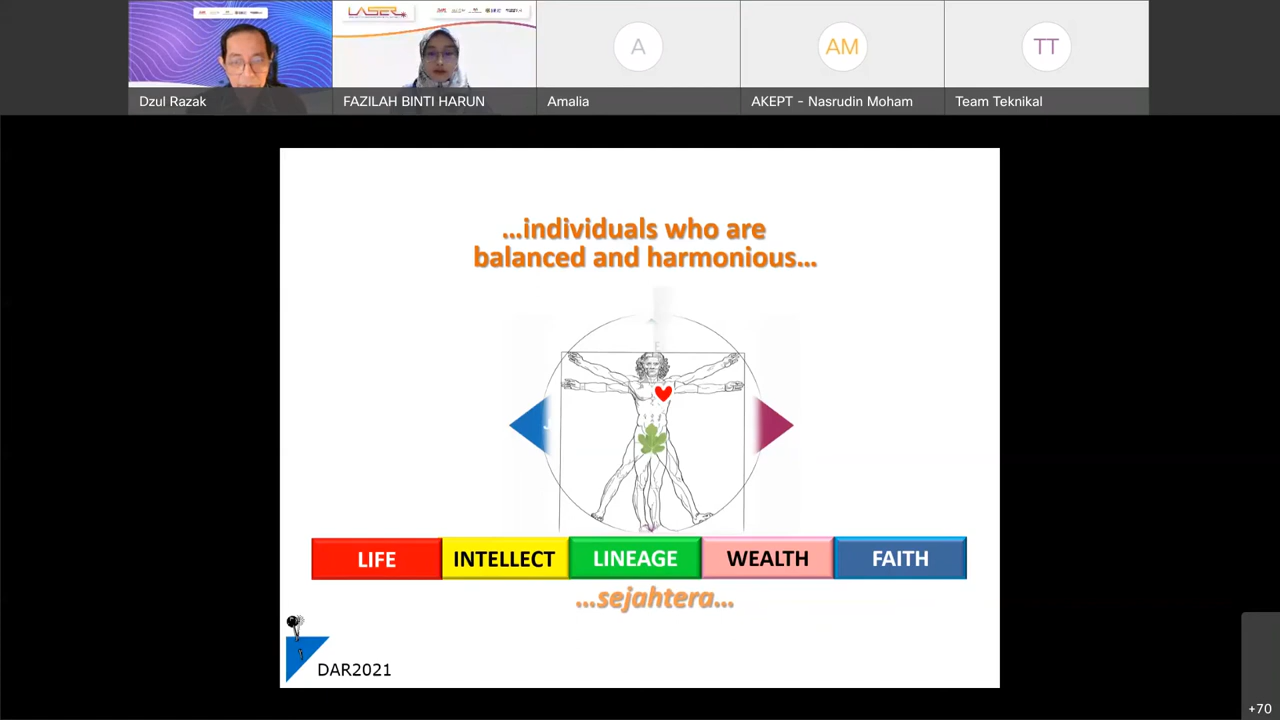 LASER
A
AM
TT
Dzul Razak
FAZILAH BINTI HARUN
Amalia
AKEPT - Nasrudin Moham
Team Teknikal
...individuals who are
balanced and harmonious...
LIFE
INTELLECT
LINEAGE
WEALTH
FAITH
...sejahtera...
DAR2021
+70